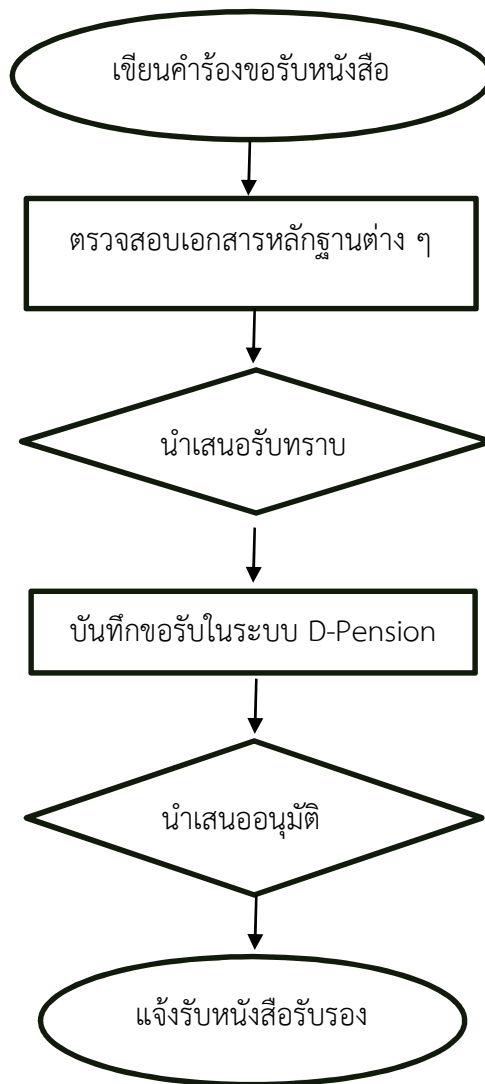 เขียนคำร้องขอรับหนังสือ
ตรวจสอบเอกสารหลักฐานต่าง ๆ
นำเสนอรับทราบ
บันทึกขอรับในระบบ D-Pension
นำเสนออนุมัติ
แจ้งรับหนังสือรับรอง